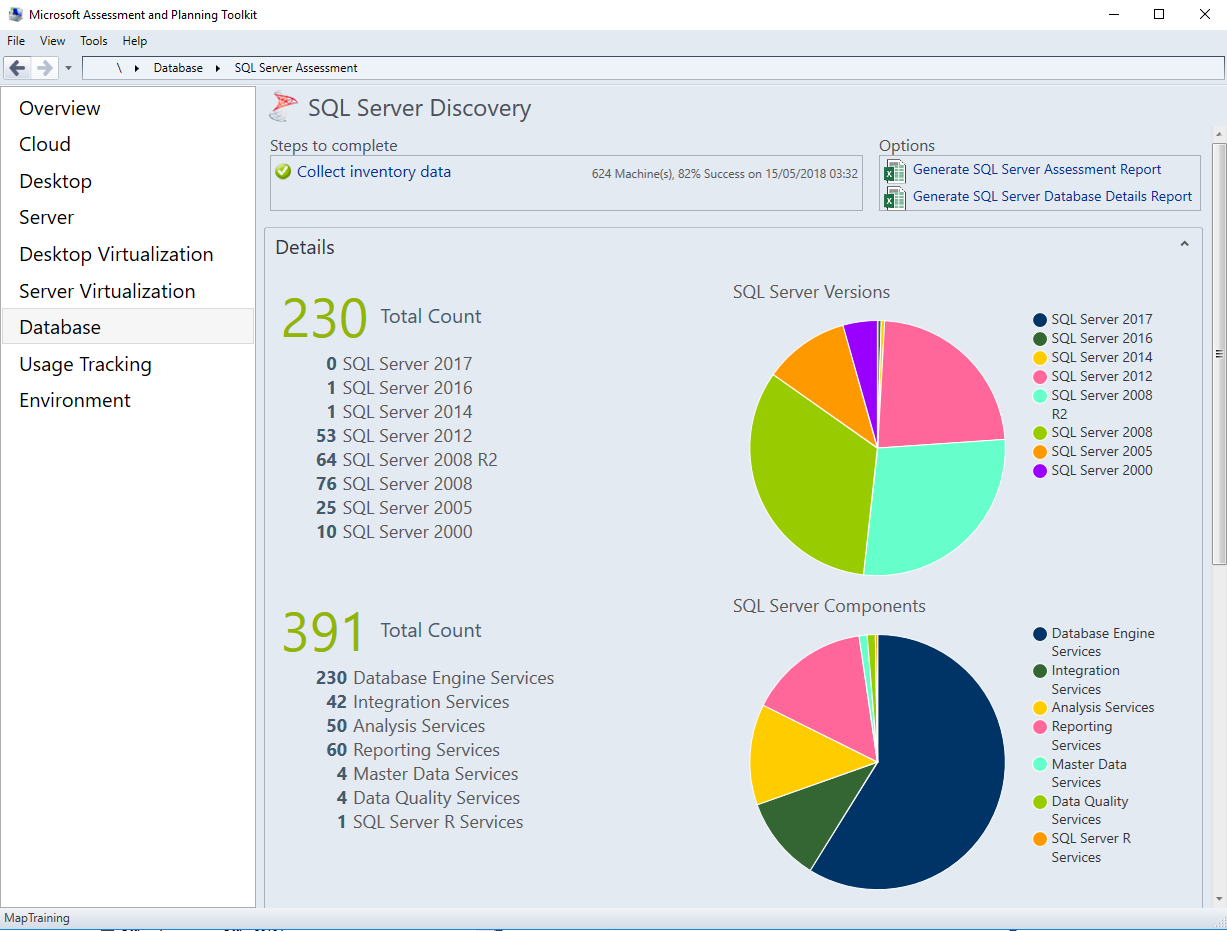 Microsoft Assessment and Planning Toolkit
File View Tools Help
\ Database SQL Server Assessment
Overview
Cloud
Desktop
Server
Desktop Virtualization
Server Virtualization
Database
Usage Tracking
Environment
SQL Server Discovery
Steps to complete
Collect inventory data 624 Machine(s), 82% Success on 15/05/2018 03:32
Options
Generate SQL Server Assessment Report
Generate SQL Server Database Details Report
Details
230 Total Count
0 SQL Server 2017
1 SQL Server 2016
1 SQL Server 2014
53 SQL Server 2012
64 SQL Server 2008 R2
76 SQL Server 2008
25 SQL Server 2005
10 SQL Server 2000
SQL Server Versions
SQL Server 2017
SQL Server 2016
SQL Server 2014
SQL Server 2012
SQL Server 2008
R2
SQL Server 2008
SQL Server 2005
SQL Server 2000
391 Total Count
230 Database Engine Services
42 Integration Services
50 Analysis Services
60 Reporting Services
4 Master Data Services
4 Data Quality Services
1 SQL Server R Services
SQL Server Components
Database Engine
Services
Integration
Services
Analysis Services
Reporting
Services
Master Data
Services
Data Quality
Services
SQL Server R
Services
MapTraining